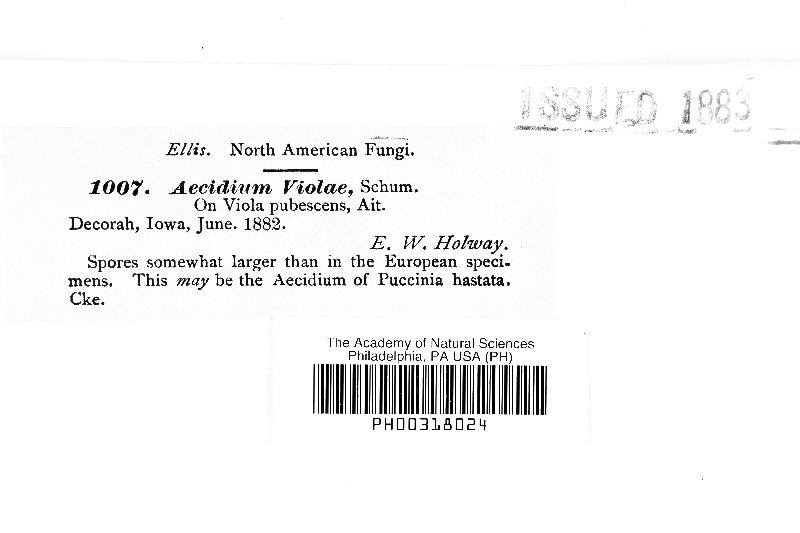 ISSUED 1883
Ellis. North American Fungi.
1007. Aecidium Violae, Schum.
On Viola pubescens, Ait.
Decorah, Iowa, June. 1882.
E. W. Holway.
Spores somewhat larger than in the European speci-
mens. This may be the Aecidium of Puccinia hastata.
Cke.
The Academy of Natural Sciences
Philadelphia, PA USA (PH)
PH00318024